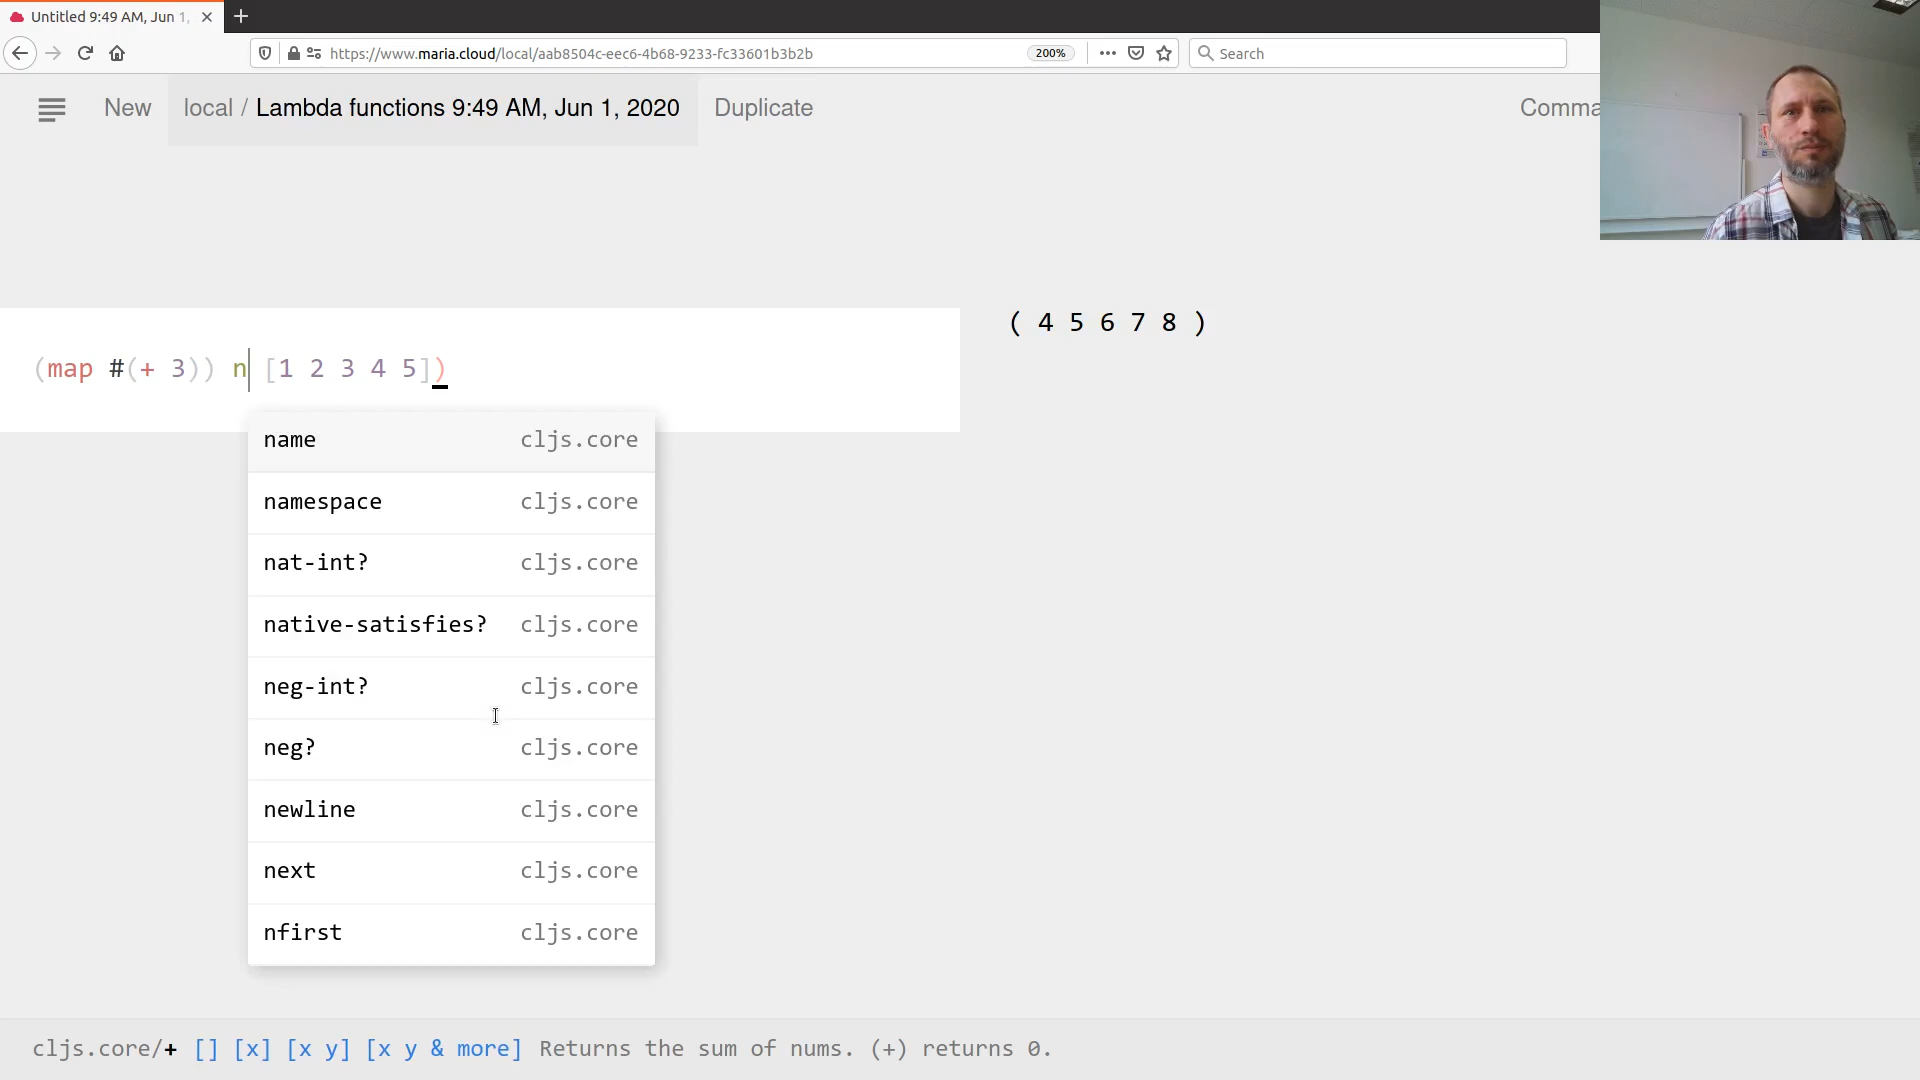 Untitled 9:49 AM, Jun 1,
https://www.maria.cloud/local/aab8504c-eec6-4b68-9233-fc33601b3b2b
200%
Search
New
local / Lambda functions 9:49 AM, Jun 1, 2020
Duplicate
Comma
(map #(+ 3)) n [1 2 3 4 5])
( 4 5 6 7 8 )
name cljs.core
namespace cljs.core
nat-int? cljs.core
native-satisfies? cljs.core
neg-int? cljs.core
neg? cljs.core
newline cljs.core
next cljs.core
nfirst cljs.core
cljs.core/+ [] [x] [x y] [x y & more] Returns the sum of nums. (+) returns 0.